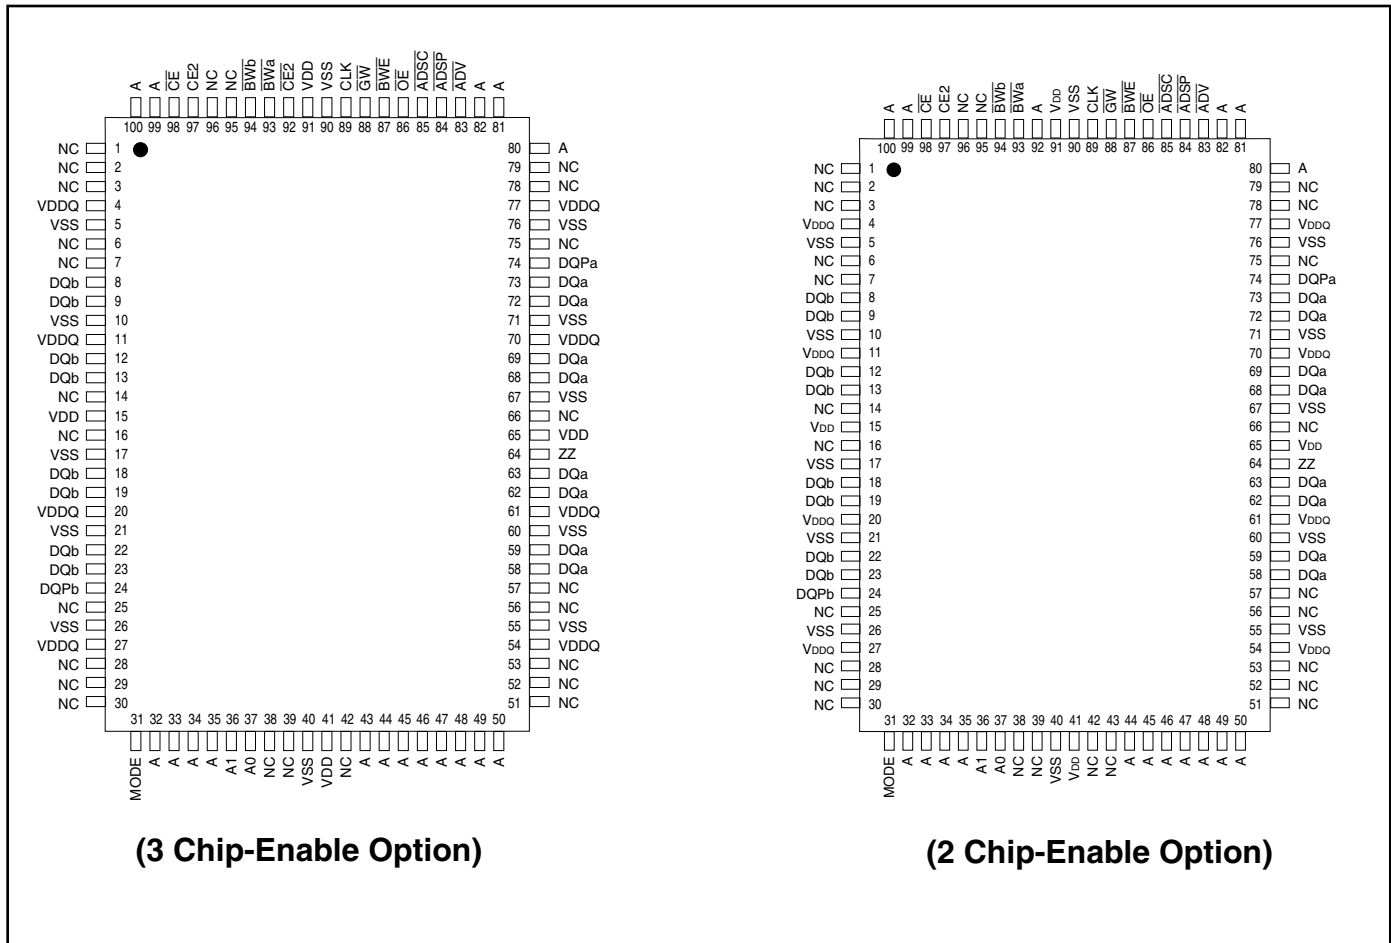 A A CE CE2 NC NC BWb BWa CE2 VDD VSS CLK GW BWE OE ADSC ADSP ADV A A
100 99 98 97 96 95 94 93 92 91 90 89 88 87 86 85 84 83 82 81
NC 1 80 A
NC 2 79 NC
NC 3 78 NC
VDDQ 4 77 VDDQ
VSS 5 76 VSS
NC 6 75 NC
NC 7 74 DQPa
DQb 8 73 DQa
DQb 9 72 DQa
VSS 10 71 VSS
VDDQ 11 70 VDDQ
DQb 12 69 DQa
DQb 13 68 DQa
NC 14 67 VSS
VDD 15 66 NC
NC 16 65 VDD
VSS 17 64 ZZ
DQb 18 63 DQa
DQb 19 62 DQa
VDDQ 20 61 VDDQ
VSS 21 60 VSS
DQb 22 59 DQa
DQb 23 58 DQa
DQPb 24 57 NC
NC 25 56 NC
VSS 26 55 VSS
VDDQ 27 54 VDDQ
NC 28 53 NC
NC 29 52 NC
NC 30 51 NC
31 32 33 34 35 36 37 38 39 40 41 42 43 44 45 46 47 48 49 50
MODE A A A A A1 A0 NC NC VSS VDD NC A A A A A A A A
(3 Chip-Enable Option)
A A CE CE2 NC NC BWb BWa A VDD VSS CLK GW BWE OE ADSC ADSP ADV A A
100 99 98 97 96 95 94 93 92 91 90 89 88 87 86 85 84 83 82 81
NC 1 80 A
NC 2 79 NC
NC 3 78 NC
VDDQ 4 77 VDDQ
VSS 5 76 VSS
NC 6 75 NC
NC 7 74 DQPa
DQb 8 73 DQa
DQb 9 72 DQa
VSS 10 71 VSS
VDDQ 11 70 VDDQ
DQb 12 69 DQa
DQb 13 68 DQa
NC 14 67 VSS
VDD 15 66 NC
NC 16 65 VDD
VSS 17 64 ZZ
DQb 18 63 DQa
DQb 19 62 DQa
VDDQ 20 61 VDDQ
VSS 21 60 VSS
DQb 22 59 DQa
DQb 23 58 DQa
DQPb 24 57 NC
NC 25 56 NC
VSS 26 55 VSS
VDDQ 27 54 VDDQ
NC 28 53 NC
NC 29 52 NC
NC 30 51 NC
31 32 33 34 35 36 37 38 39 40 41 42 43 44 45 46 47 48 49 50
MODE A A A A A1 A0 NC NC VSS VDD NC NC A A A A A A A
(2 Chip-Enable Option)